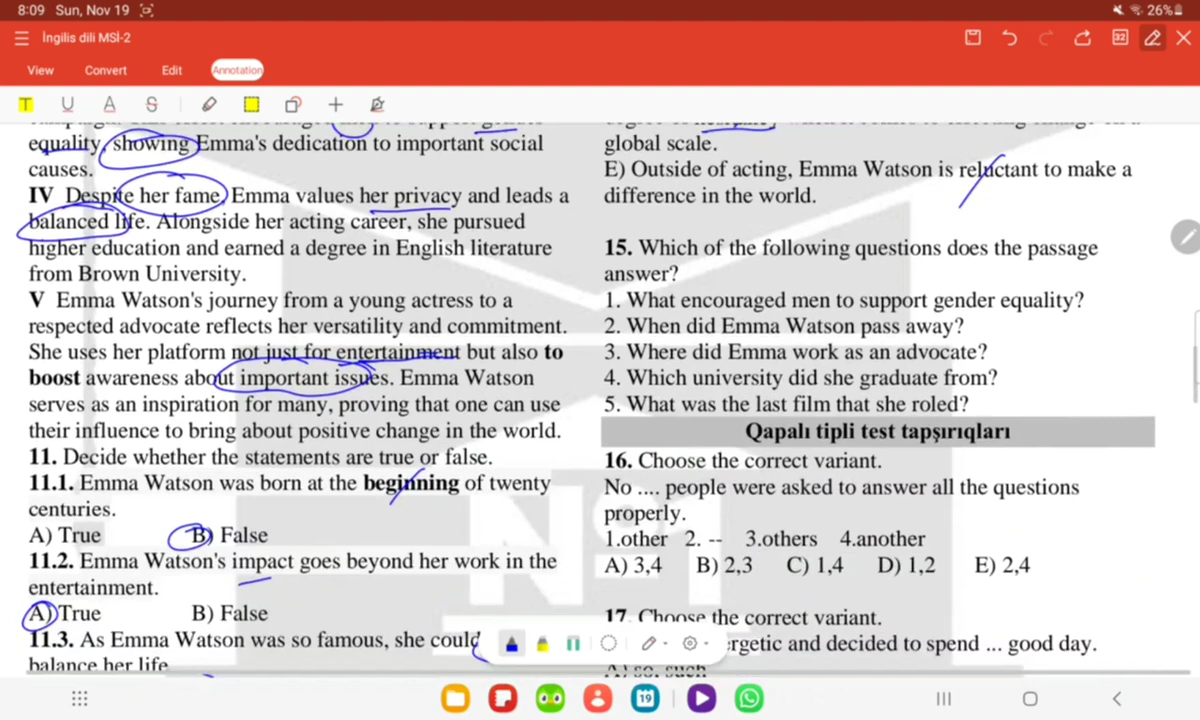 8:09 Sun, Nov 19
26%
İngilis dili MSİ-2
32
View Convert Edit Annotation
T U A S
equality, showing Emma's dedication to important social
causes.
IV Despite her fame, Emma values her privacy and leads a
balanced life. Alongside her acting career, she pursued
higher education and earned a degree in English literature
from Brown University.
V Emma Watson's journey from a young actress to a
respected advocate reflects her versatility and commitment.
She uses her platform not just for entertainment but also to
boost awareness about important issues. Emma Watson
serves as an inspiration for many, proving that one can use
their influence to bring about positive change in the world.
11. Decide whether the statements are true or false.
11.1. Emma Watson was born at the beginning of twenty
centuries.
A) True B) False
11.2. Emma Watson's impact goes beyond her work in the
entertainment.
A) True B) False
11.3. As Emma Watson was so famous, she could
balance her life
global scale.
E) Outside of acting, Emma Watson is reluctant to make a
difference in the world.
15. Which of the following questions does the passage
answer?
1. What encouraged men to support gender equality?
2. When did Emma Watson pass away?
3. Where did Emma work as an advocate?
4. Which university did she graduate from?
5. What was the last film that she roled?
Qapalı tipli test tapşırıqları
16. Choose the correct variant.
No .... people were asked to answer all the questions
properly.
1.other 2. -- 3.others 4.another
A) 3,4 B) 2,3 C) 1,4 D) 1,2 E) 2,4
17. Choose the correct variant.
ergetic and decided to spend ... good day.
A) so, such
№1
19